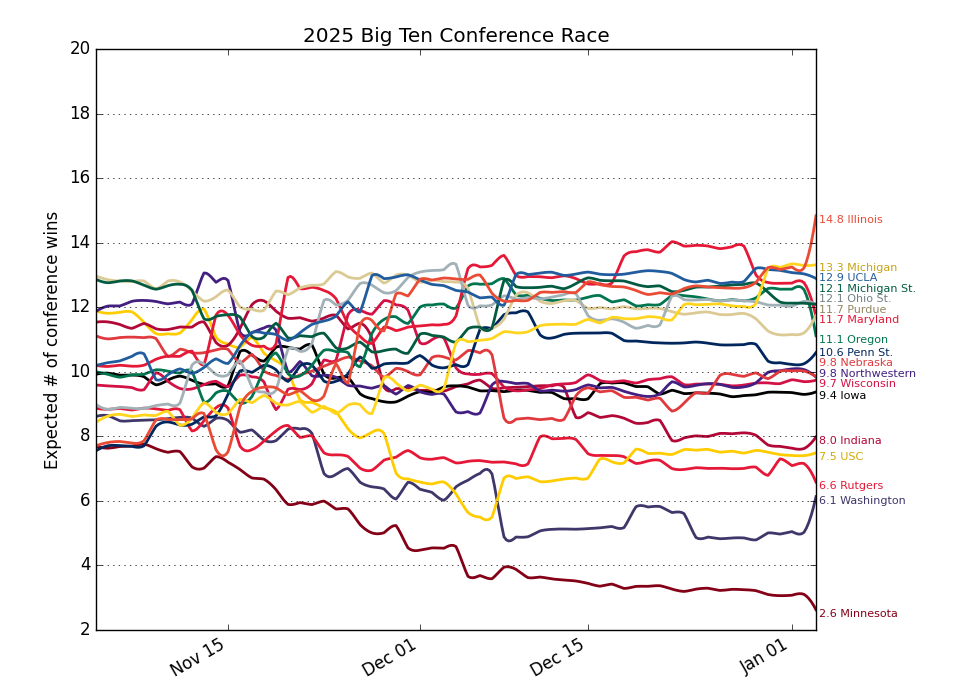 2025 Big Ten Conference Race
Expected # of conference wins
20
18
16
14
12
10
8
6
4
2
14.8 Illinois
13.3 Michigan
12.9 UCLA
12.1 Michigan St.
12.1 Ohio St.
11.7 Purdue
11.7 Maryland
11.1 Oregon
10.6 Penn St.
9.8 Nebraska
9.8 Northwestern
9.7 Wisconsin
9.4 Iowa
8.0 Indiana
7.5 USC
6.6 Rutgers
6.1 Washington
2.6 Minnesota
Nov 15
Dec 01
Dec 15
Jan 01